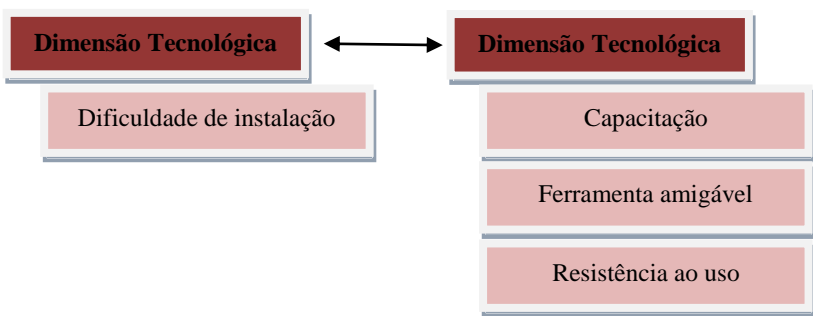 Dimensão Tecnológica
Dificuldade de instalação
Dimensão Tecnológica
Capacitação
Ferramenta amigável
Resistência ao uso